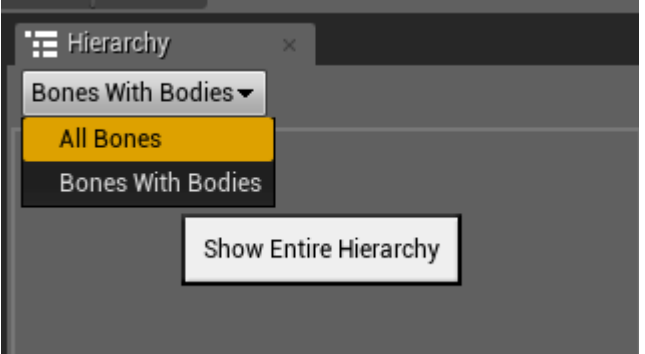 Hierarchy
Bones With Bodies
All Bones
Bones With Bodies
Show Entire Hierarchy